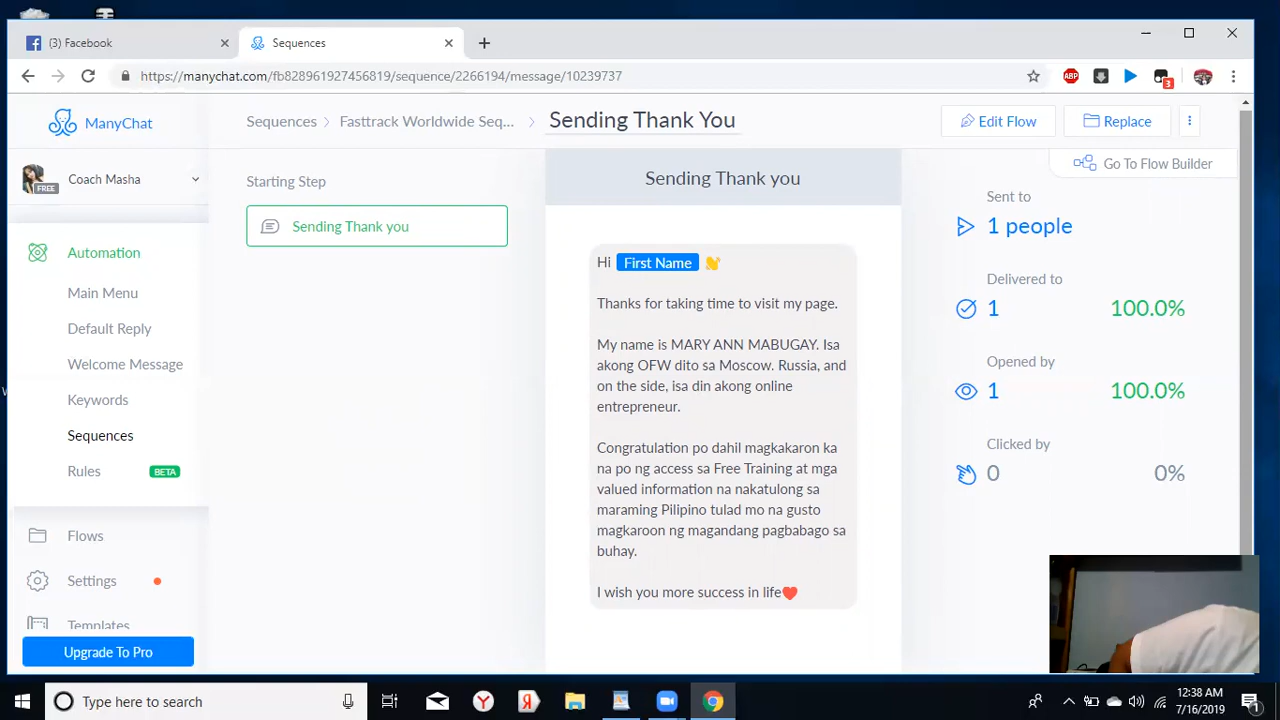 (3) Facebook
Sequences
https://manychat.com/fb828961927456819/sequence/2266194/message/10239737
ABP
3
ManyChat
Sequences
Fasttrack Worldwide Seq...
Sending Thank You
Edit Flow
Replace
Go To Flow Builder
FREE
Coach Masha
Automation
Main Menu
Default Reply
Welcome Message
Keywords
Sequences
Rules
BETA
Flows
Settings
Templates
Upgrade To Pro
Starting Step
Sending Thank you
Sending Thank you
Hi First Name
Thanks for taking time to visit my page.
My name is MARY ANN MABUGAY. Isa
akong OFW dito sa Moscow. Russia, and
on the side, isa din akong online
entrepreneur.
Congratulation po dahil magkakaron ka
na po ng access sa Free Training at mga
valued information na nakatulong sa
maraming Pilipino tulad mo na gusto
magkaroon ng magandang pagbabago sa
buhay.
I wish you more success in life
Sent to
1 people
Delivered to
1 100.0%
Opened by
1 100.0%
Clicked by
0 0%
Type here to search
12:38 AM
7/16/2019
1